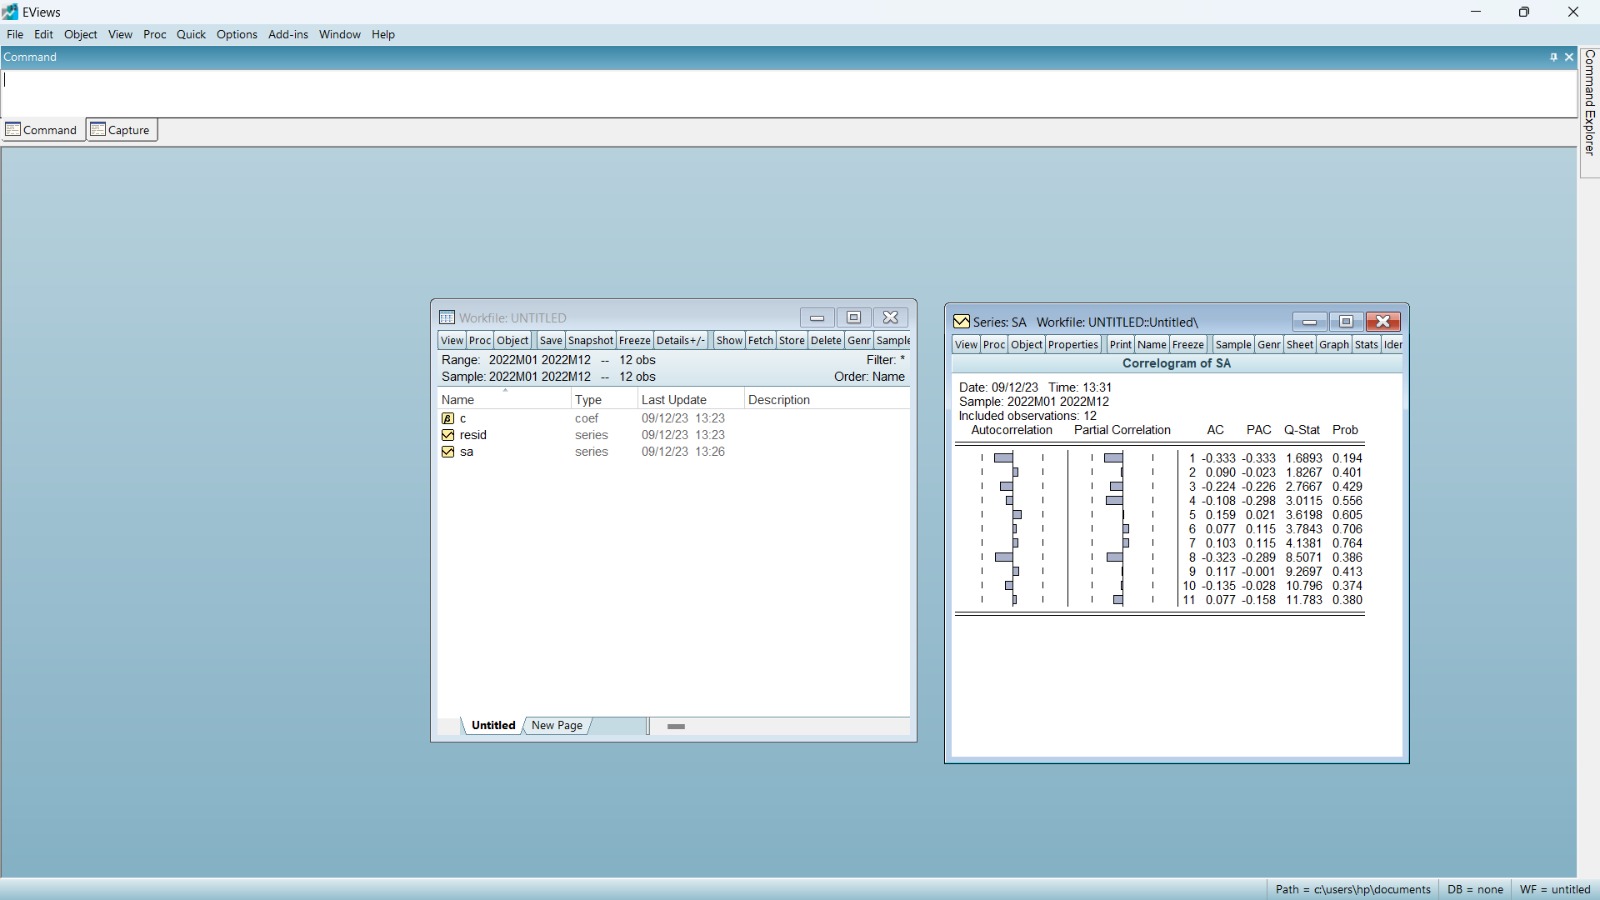 EViews
File Edit Object View Proc Quick Options Add-ins Window Help
Command
Command Explorer
Command Capture
Workfile: UNTITLED
View Proc Object Save Snapshot Freeze Details+/- Show Fetch Store Delete Genr Sample
Range: 2022M01 2022M12 -- 12 obs Filter: *
Sample: 2022M01 2022M12 -- 12 obs Order: Name
Name Type Last Update Description
β c coef 09/12/23 13:23
resid series 09/12/23 13:23
sa series 09/12/23 13:26
Untitled New Page
Series: SA Workfile: UNTITLED::Untitled\
View Proc Object Properties Print Name Freeze Sample Genr Sheet Graph Stats Iden
Correlogram of SA
Date: 09/12/23 Time: 13:31
Sample: 2022M01 2022M12
Included observations: 12
Autocorrelation Partial Correlation AC PAC Q-Stat Prob
1 -0.333 -0.333 1.6893 0.194
2 0.090 -0.023 1.8267 0.401
3 -0.224 -0.226 2.7667 0.429
4 -0.108 -0.298 3.0115 0.556
5 0.159 0.021 3.6198 0.605
6 0.077 0.115 3.7843 0.706
7 0.103 0.115 4.1381 0.764
8 -0.323 -0.289 8.5071 0.386
9 0.117 -0.001 9.2697 0.413
10 -0.135 -0.028 10.796 0.374
11 0.077 -0.158 11.783 0.380
Path = c:\users\hp\documents DB = none WF = untitled